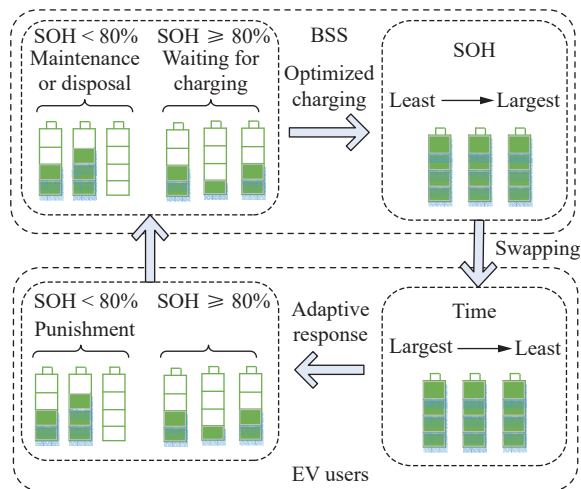 SOH < 80% SOH ≥ 80%
Maintenance
or disposal
Waiting for
charging
BSS
Optimized
charging
SOH
Least Largest
Swapping
SOH < 80% SOH ≥ 80%
Punishment
Adaptive
response
Time
Largest Least
EV users